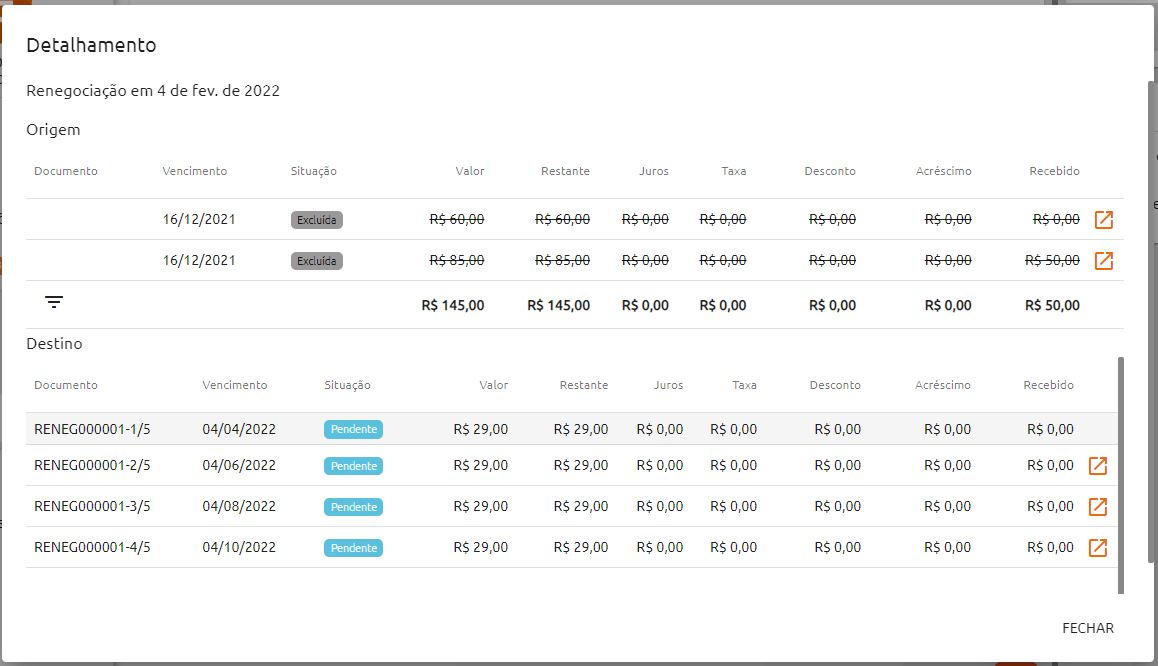 Detalhamento
Renegociação em 4 de fev. de 2022
Origem
Documento Vencimento Situação Valor Restante Juros Taxa Desconto Acréscimo Recebido
16/12/2021 Excluída R$ 60,00 R$ 60,00 R$ 0,00 R$ 0,00 R$ 0,00 R$ 0,00 R$ 0,00
16/12/2021 Excluída R$ 85,00 R$ 85,00 R$ 0,00 R$ 0,00 R$ 0,00 R$ 0,00 R$ 50,00
R$ 145,00 R$ 145,00 R$ 0,00 R$ 0,00 R$ 0,00 R$ 0,00 R$ 50,00
Destino
Documento Vencimento Situação Valor Restante Juros Taxa Desconto Acréscimo Recebido
RENEG000001-1/5 04/04/2022 Pendente R$ 29,00 R$ 29,00 R$ 0,00 R$ 0,00 R$ 0,00 R$ 0,00 R$ 0,00
RENEG000001-2/5 04/06/2022 Pendente R$ 29,00 R$ 29,00 R$ 0,00 R$ 0,00 R$ 0,00 R$ 0,00 R$ 0,00
RENEG000001-3/5 04/08/2022 Pendente R$ 29,00 R$ 29,00 R$ 0,00 R$ 0,00 R$ 0,00 R$ 0,00 R$ 0,00
RENEG000001-4/5 04/10/2022 Pendente R$ 29,00 R$ 29,00 R$ 0,00 R$ 0,00 R$ 0,00 R$ 0,00 R$ 0,00
FECHAR